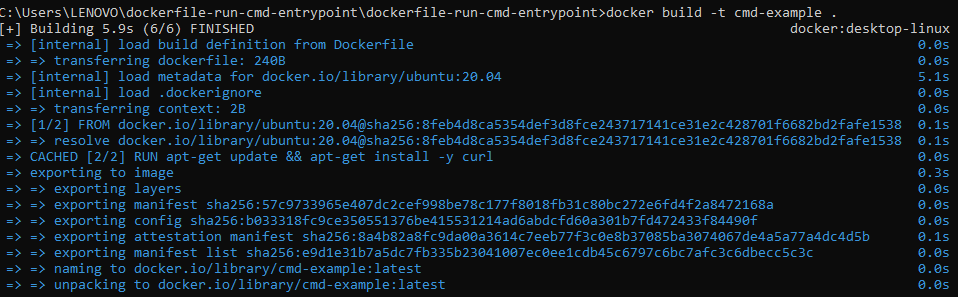 C:\Users\LENOVO\dockerfile-run-cmd-entrypoint\dockerfile-run-cmd-entrypoint>docker build -t cmd-example .
[+] Building 5.9s (6/6) FINISHED docker:desktop-linux
=> [internal] load build definition from Dockerfile 0.0s
=> => transferring dockerfile: 240B 0.0s
=> [internal] load metadata for docker.io/library/ubuntu:20.04 5.1s
=> [internal] load .dockerignore 0.0s
=> => transferring context: 2B 0.0s
=> [1/2] FROM docker.io/library/ubuntu:20.04@sha256:8feb4d8ca5354def3d8fce243717141ce31e2c428701f6682bd2fafe1538 0.1s
=> => resolve docker.io/library/ubuntu:20.04@sha256:8feb4d8ca5354def3d8fce243717141ce31e2c428701f6682bd2fafe1538 0.1s
=> CACHED [2/2] RUN apt-get update && apt-get install -y curl 0.0s
=> exporting to image 0.3s
=> => exporting layers 0.0s
=> => exporting manifest sha256:57c9733965e407dc2cef998be78c177f8018fb31c80bc272e6fd4f2a8472168a 0.0s
=> => exporting config sha256:b033318fc9ce350551376be415531214ad6abdcfd60a301b7fd472433f84490f 0.0s
=> => exporting attestation manifest sha256:8a4b82a8fc9da00a3614c7eeb77f3c0e8b37085ba3074067de4a5a77a4dc4d5b 0.1s
=> => exporting manifest list sha256:e9d1e31b7a5dc7fb335b23041007ec0ee1cdb45c6797c6bc7afc3c6dbecc5c3c 0.0s
=> => naming to docker.io/library/cmd-example:latest 0.0s
=> => unpacking to docker.io/library/cmd-example:latest 0.0s